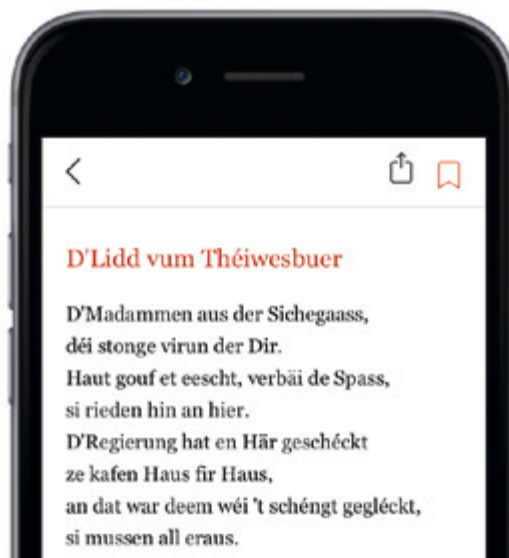 D'Lidd vum Théiwesbuer
D'Madammen aus der Sichegaass,
déi stonge virun der Dir.
Haut gouf et eescht, verbäi de Spass,
si rieden hin an hier.
D'Regierung hat en Här geschéckt
ze kafen Haus fir Haus,
an dat war deem wéi 't schéngt gegléckt,
si mussen all eraus.